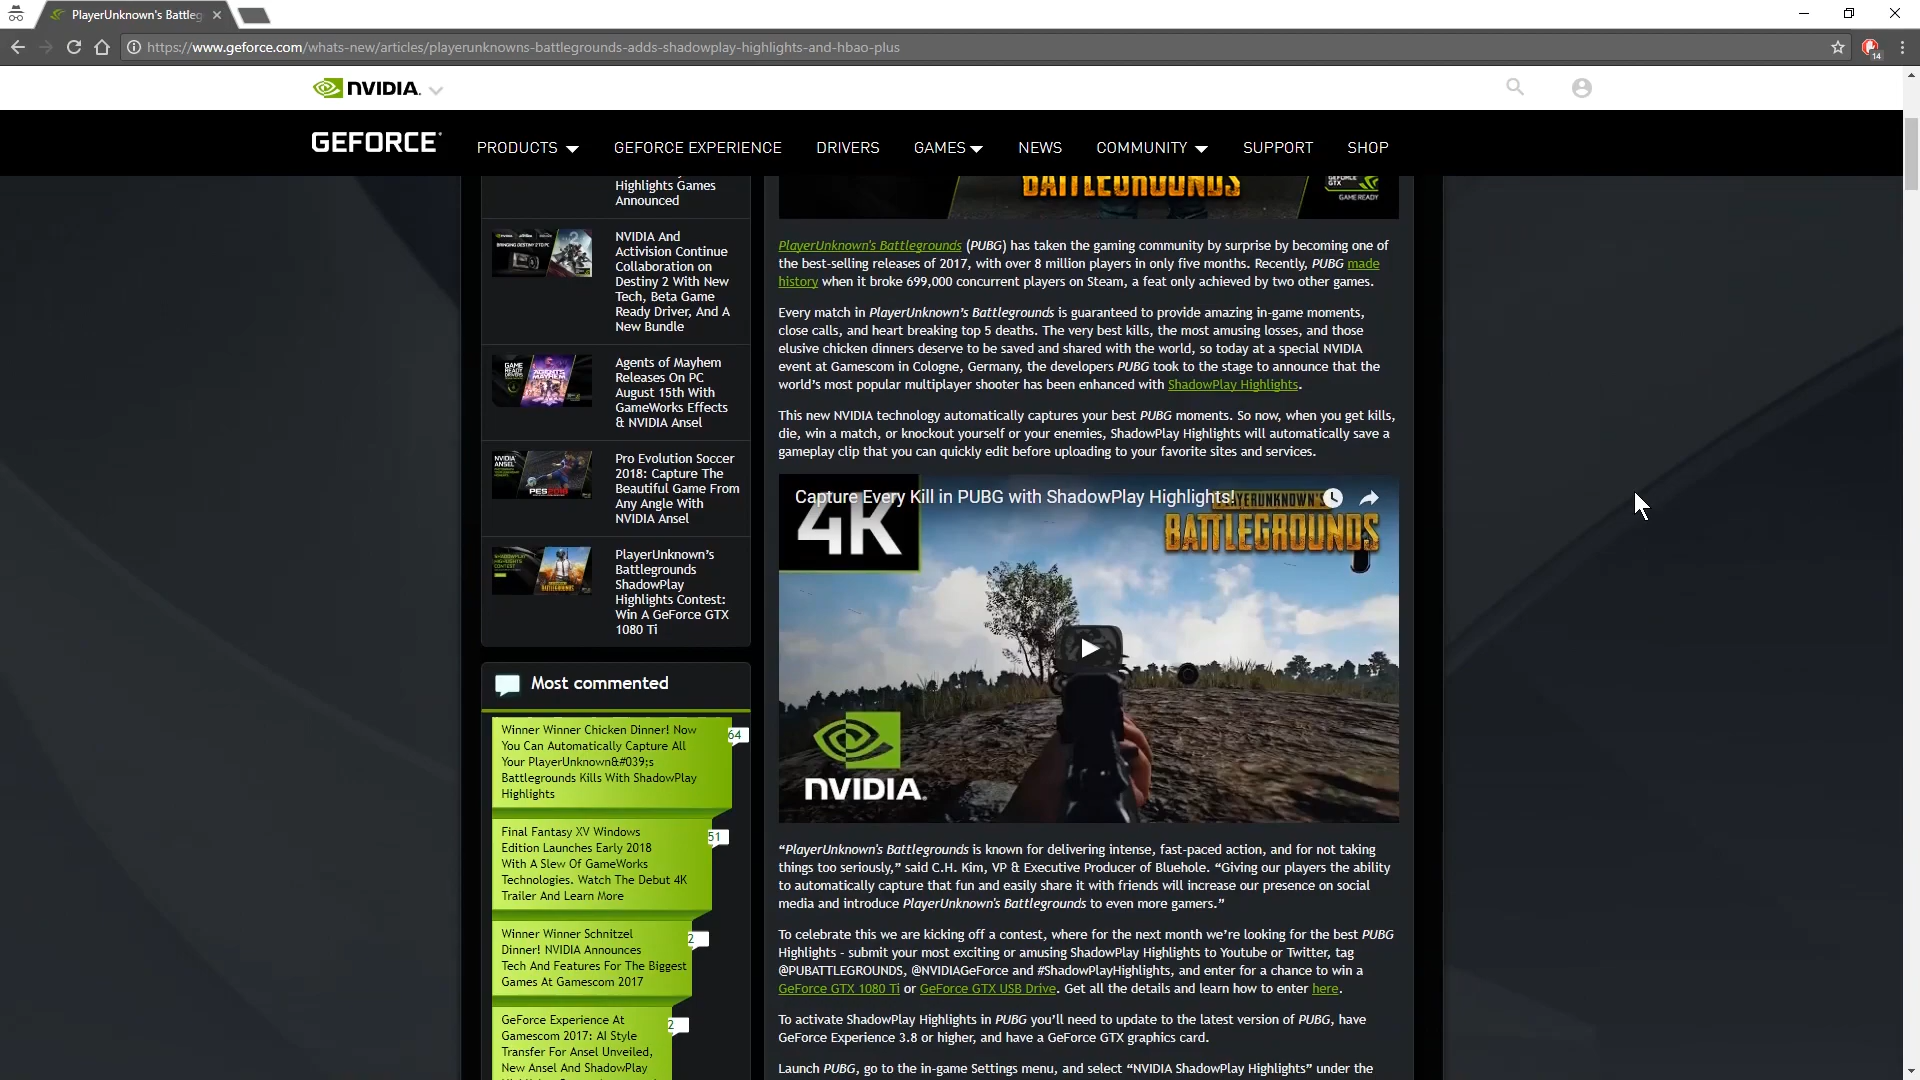 PlayerUnknown's Battleg
https://www.geforce.com/whats-new/articles/playerunknowns-battlegrounds-adds-shadowplay-highlights-and-hbao-plus
14
NVIDIA.
GEFORCE
PRODUCTS
GEFORCE EXPERIENCE
DRIVERS
GAMES
NEWS
COMMUNITY
SUPPORT
SHOP
Highlights Games
Announced
NVIDIA And
Activision Continue
Collaboration on
Destiny 2 With New
Tech, Beta Game
Ready Driver, And A
New Bundle
Agents of Mayhem
Releases On PC
August 15th With
GameWorks Effects
& NVIDIA Ansel
Pro Evolution Soccer
2018: Capture The
Beautiful Game From
Any Angle With
NVIDIA Ansel
PlayerUnknown's
Battlegrounds
ShadowPlay
Highlights Contest:
Win A GeForce GTX
1080 Ti
Most commented
Winner Winner Chicken Dinner! Now
You Can Automatically Capture All
Your PlayerUnknown&#039;s
Battlegrounds Kills With ShadowPlay
Highlights
64
Final Fantasy XV Windows
Edition Launches Early 2018
With A Slew Of GameWorks
Technologies. Watch The Debut 4K
Trailer And Learn More
51
Winner Winner Schnitzel
Dinner! NVIDIA Announces
Tech And Features For The Biggest
Games At Gamescom 2017
2
GeForce Experience At
Gamescom 2017: AI Style
Transfer For Ansel Unveiled,
New Ansel And ShadowPlay
2
BATTLEGROUNDS
GEFORCE
GTX
GAME READY
PlayerUnknown's Battlegrounds (PUBG) has taken the gaming community by surprise by becoming one of
the best-selling releases of 2017, with over 8 million players in only five months. Recently, PUBG made
history when it broke 699,000 concurrent players on Steam, a feat only achieved by two other games.
Every match in PlayerUnknown's Battlegrounds is guaranteed to provide amazing in-game moments,
close calls, and heart breaking top 5 deaths. The very best kills, the most amusing losses, and those
elusive chicken dinners deserve to be saved and shared with the world, so today at a special NVIDIA
event at Gamescom in Cologne, Germany, the developers PUBG took to the stage to announce that the
world's most popular multiplayer shooter has been enhanced with ShadowPlay Highlights.
This new NVIDIA technology automatically captures your best PUBG moments. So now, when you get kills,
die, win a match, or knockout yourself or your enemies, ShadowPlay Highlights will automatically save a
gameplay clip that you can quickly edit before uploading to your favorite sites and services.
Capture Every Kill in PUBG with ShadowPlay Highlights!
4K
PLAYERUNKNOWN'S
BATTLEGROUNDS
NVIDIA.
“PlayerUnknown's Battlegrounds is known for delivering intense, fast-paced action, and for not taking
things too seriously,” said C.H. Kim, VP & Executive Producer of Bluehole. “Giving our players the ability
to automatically capture that fun and easily share it with friends will increase our presence on social
media and introduce PlayerUnknown's Battlegrounds to even more gamers.”
To celebrate this we are kicking off a contest, where for the next month we're looking for the best PUBG
Highlights - submit your most exciting or amusing ShadowPlay Highlights to Youtube or Twitter, tag
@PUBATTLEGROUNDS, @NVIDIAGeForce and #ShadowPlayHighlights, and enter for a chance to win a
GeForce GTX 1080 Ti or GeForce GTX USB Drive. Get all the details and learn how to enter here.
To activate ShadowPlay Highlights in PUBG you'll need to update to the latest version of PUBG, have
GeForce Experience 3.8 or higher, and have a GeForce GTX graphics card.
Launch PUBG, go to the in-game Settings menu, and select “NVIDIA ShadowPlay Highlights” under the